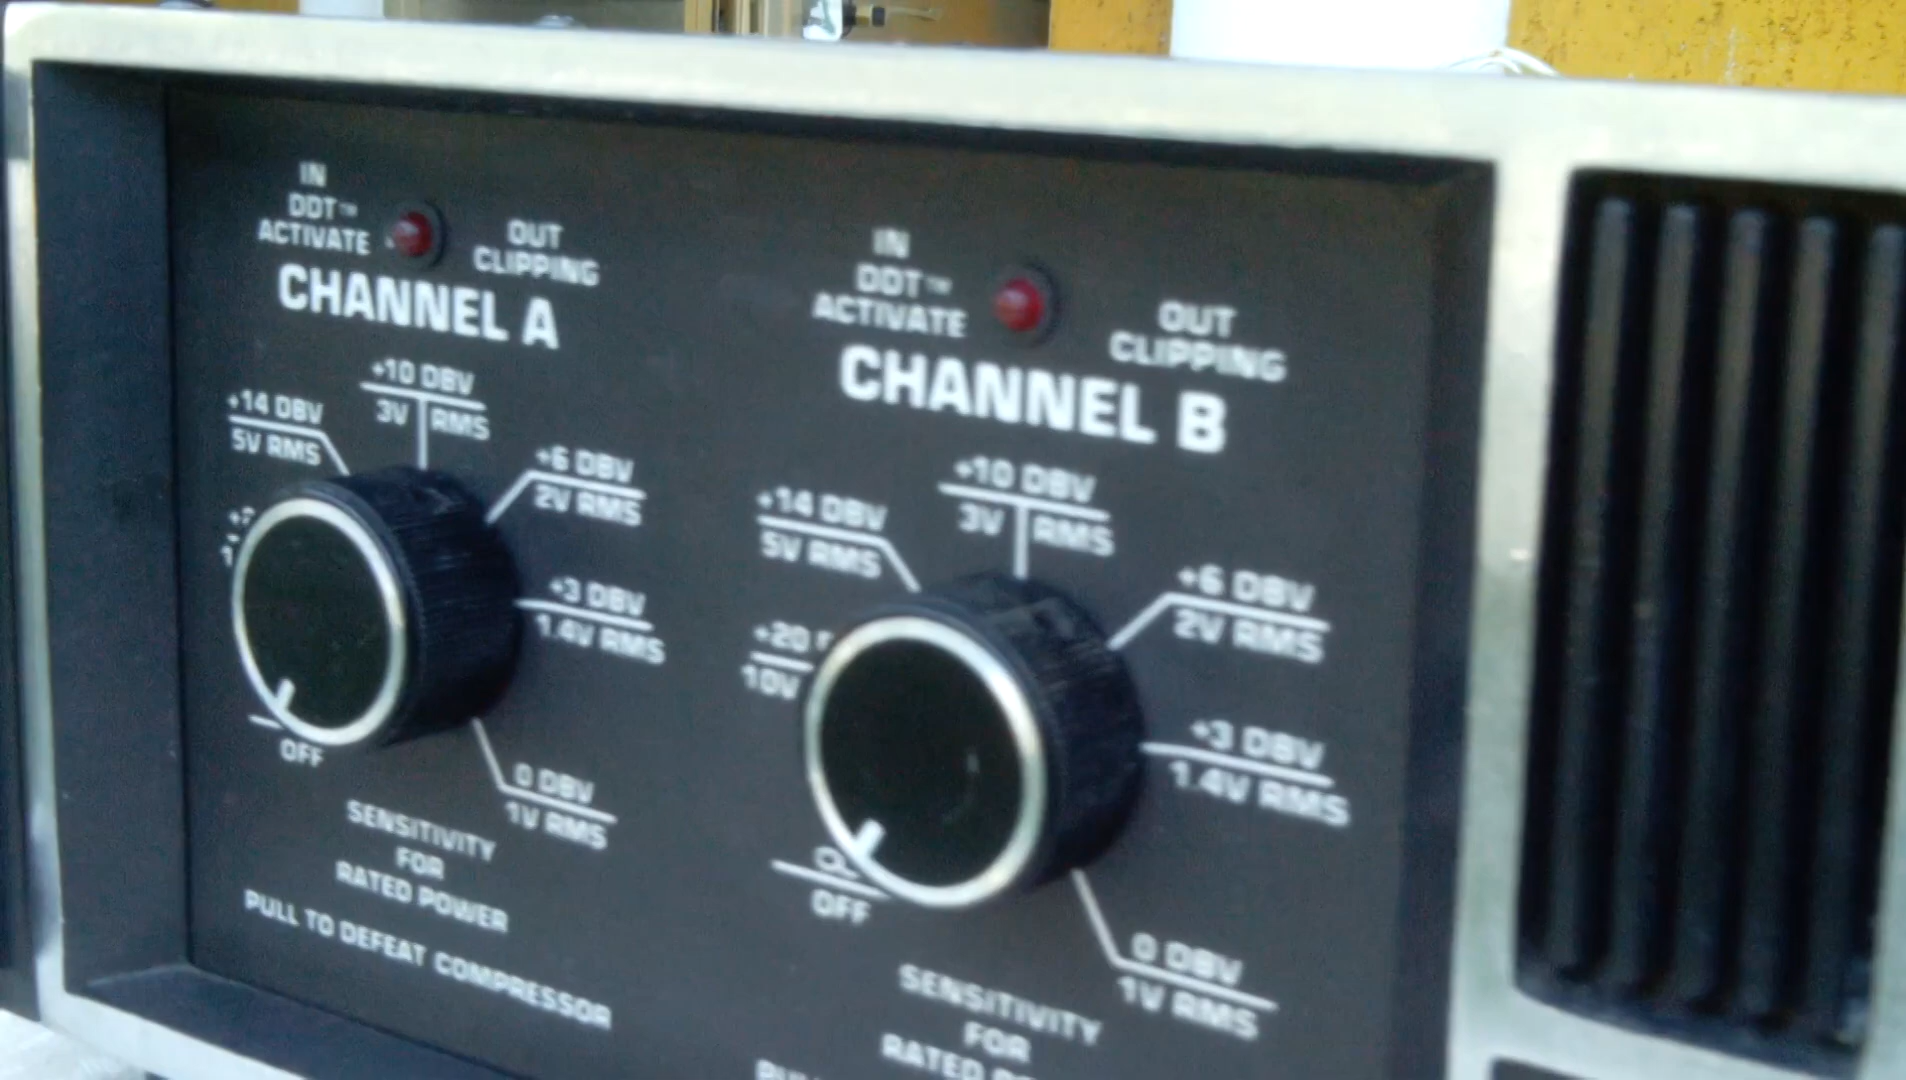 IN
DDT™
ACTIVATE
OUT
CLIPPING
CHANNEL A
+10 DBV
3V RMS
+14 DBV
5V RMS
+6 DBV
2V RMS
+3 DBV
1.4V RMS
OFF
0 DBV
1V RMS
SENSITIVITY
FOR
RATED POWER
PULL TO DEFEAT COMPRESSOR
IN
DDT™
ACTIVATE
OUT
CLIPPING
CHANNEL B
+10 DBV
3V RMS
+14 DBV
5V RMS
+6 DBV
2V RMS
+20
10V
+3 DBV
1.4V RMS
OFF
0 DBV
1V RMS
SENSITIVITY
FOR
RATED